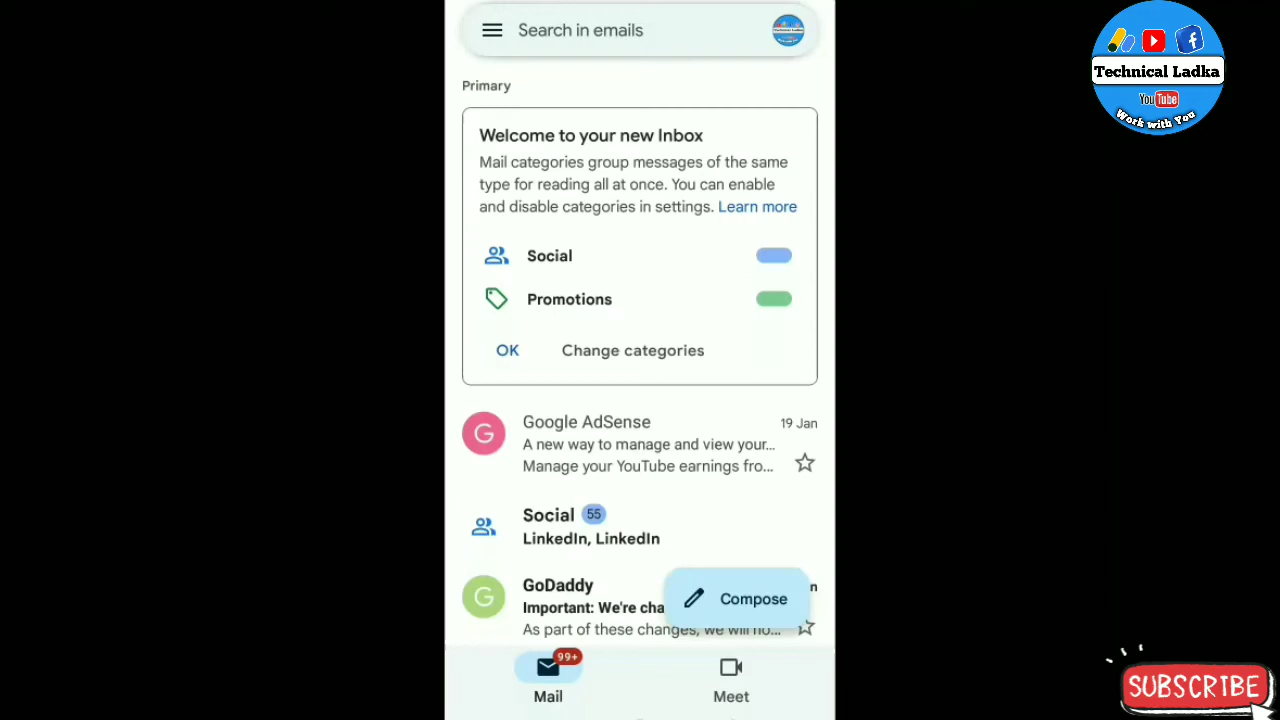 Search in emails
Technical Ladka
YouTube
Work with You
Primary
Welcome to your new Inbox
Mail categories group messages of the same
type for reading all at once. You can enable
and disable categories in settings. Learn more
Social
Promotions
OK Change categories
G
Google AdSense 19 Jan
A new way to manage and view your...
Manage your YouTube earnings fro...
Social 55
LinkedIn, LinkedIn
G
GoDaddy
Important: We're cha
As part of these changes, we will no...
Compose
99+
Mail Meet
SUBSCRIBE